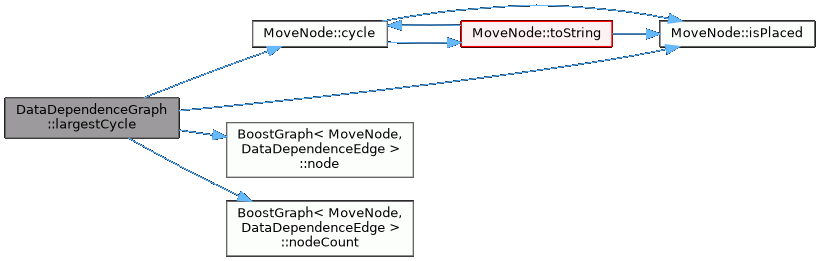 MoveNode::cycle
MoveNode::toString
MoveNode::isPlaced
DataDependenceGraph
::largestCycle
BoostGraph< MoveNode,
DataDependenceEdge >
::node
BoostGraph< MoveNode,
DataDependenceEdge >
::nodeCount